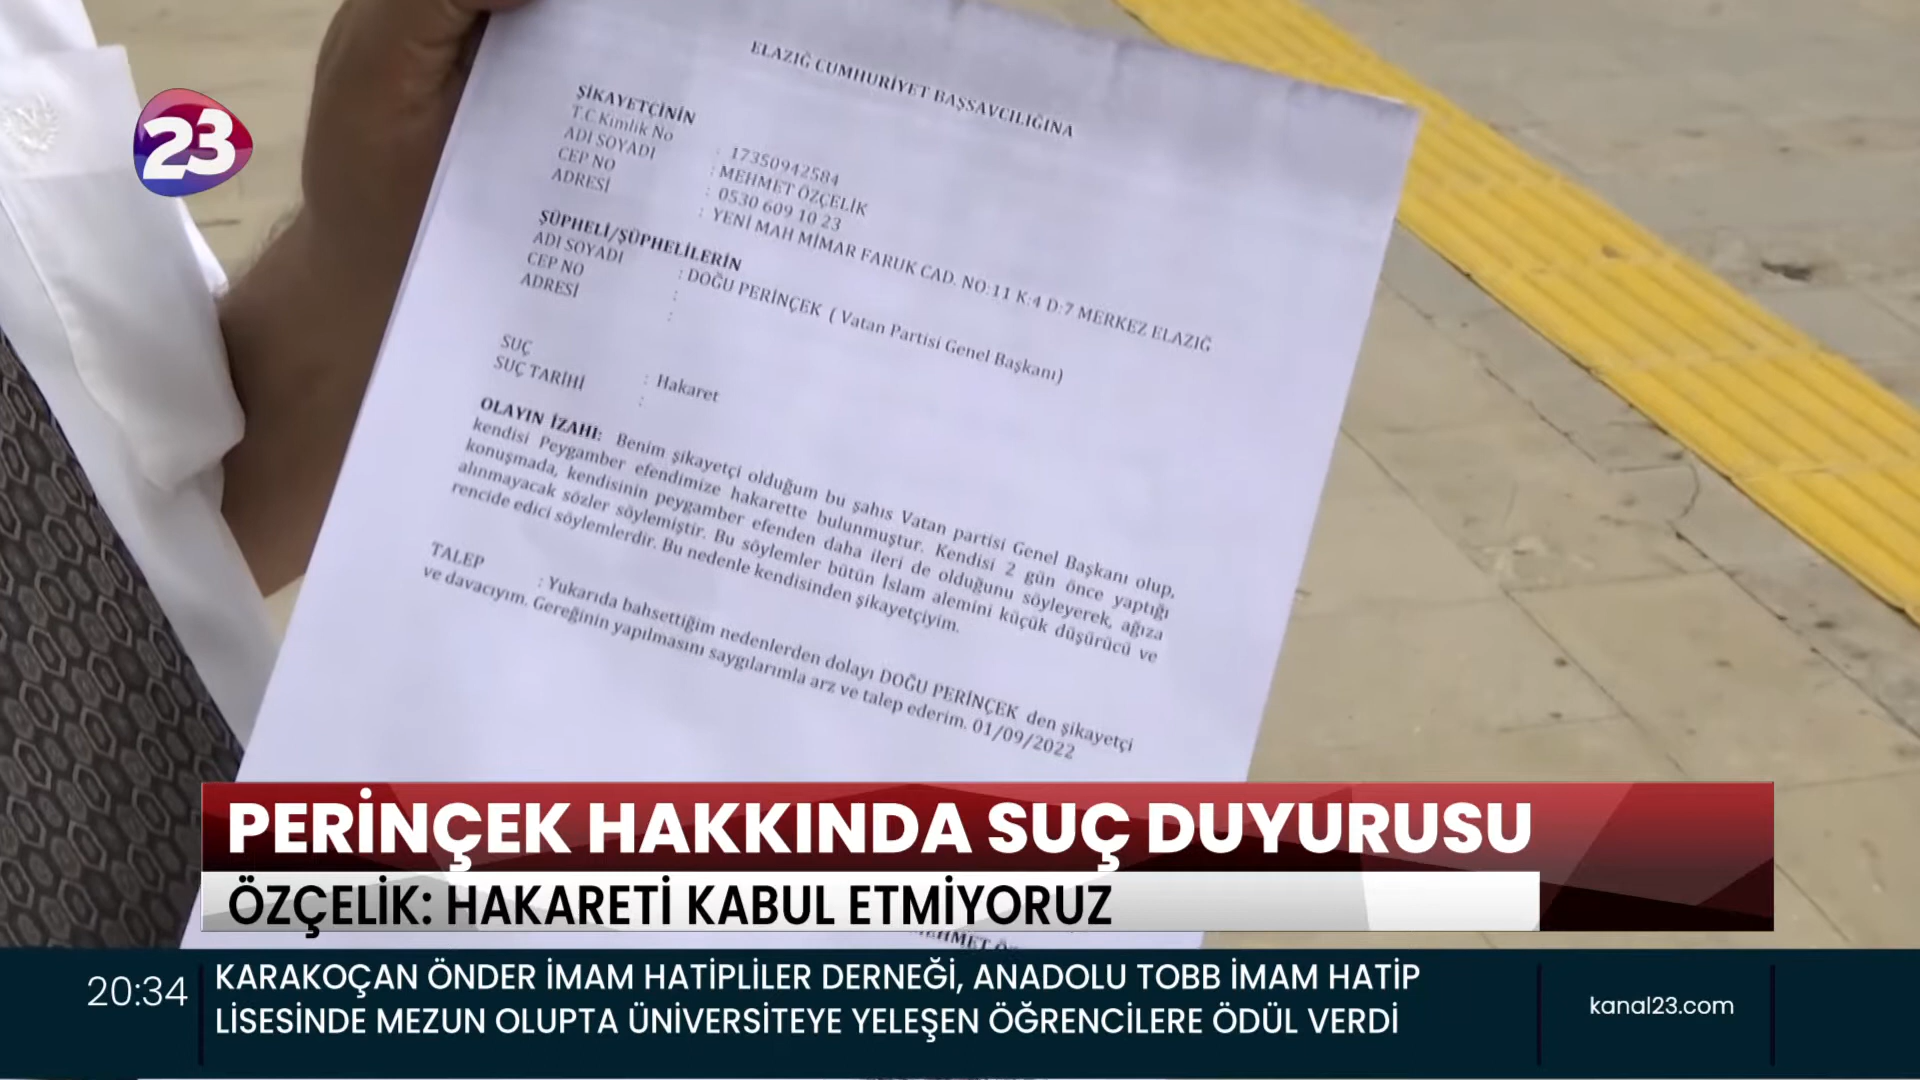 ELAZIĞ CUMHURİYET BAŞSAVCILIĞINA
ŞİKAYETÇİNİN
T.C.Kimlik No : 17350942584
ADI SOYADI : MEHMET ÖZÇELİK
CEP NO : 0530 609 10 23
ADRESİ : YENİ MAH MİMAR FARUK CAD. NO:11 K:4 D:7 MERKEZ ELAZIĞ
ŞÜPHELİ/ŞÜPHELİLERİN
ADI SOYADI : DOĞU PERİNÇEK ( Vatan Partisi Genel Başkanı)
CEP NO :
ADRESİ :
SUÇ : Hakaret
SUÇ TARİHİ :
OLAYIN İZAHI: Benim şikayetçi olduğum bu şahıs Vatan partisi Genel Başkanı olup,
kendisi Peygamber efendimize hakarette bulunmuştur. Kendisi 2 gün önce yaptığı
konuşmada, kendisinin peygamber efenden daha ileri de olduğunu söyleyerek, ağıza
alınmayacak sözler söylemiştir. Bu söylemler bütün İslam alemini küçük düşürücü ve
rencide edici söylemlerdir. Bu nedenle kendisinden şikayetçiyim.
TALEP : Yukarıda bahsettiğim nedenlerden dolayı DOĞU PERİNÇEK den şikayetçi
ve davacıyım. Gereğinin yapılmasını saygılarımla arz ve talep ederim. 01/09/2022
23
PERİNÇEK HAKKINDA SUÇ DUYURUSU
ÖZÇELİK: HAKARETİ KABUL ETMİYORUZ
20:34
KARAKOÇAN ÖNDER İMAM HATİPLİLER DERNEĞİ, ANADOLU TOBB İMAM HATİP
LİSESİNDE MEZUN OLUPTA ÜNİVERSİTEYE YELEŞEN ÖĞRENCİLERE ÖDÜL VERDİ
kanal23.com